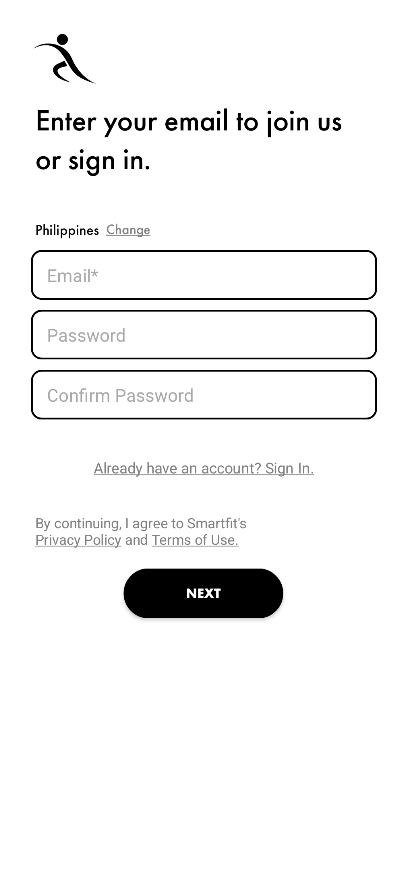 Enter your email to join us
or sign in.
Philippines Change
Email*
Password
Confirm Password
Already have an account? Sign In.
By continuing, I agree to Smartfit's
Privacy Policy and Terms of Use.
NEXT